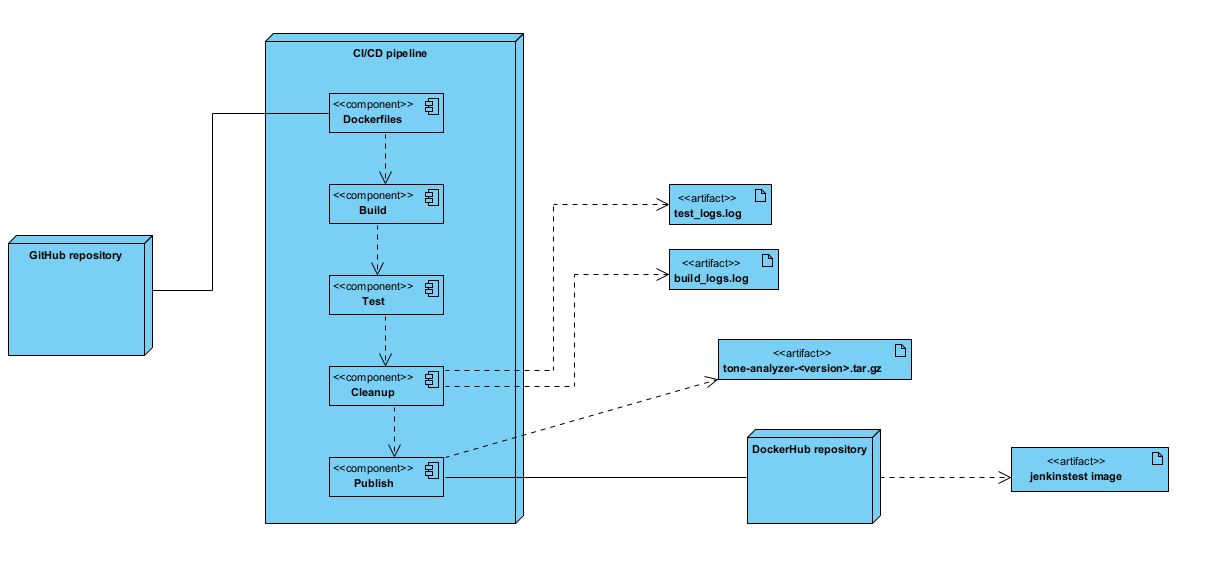 CI/CD pipeline
<<component>>
Dockerfiles
<<component>>
Build
<<artifact>>
test_logs.log
GitHub repository
<<artifact>>
build_logs.log
<<component>>
Test
<<artifact>>
tone-analyzer-<version>.tar.gz
<<component>>
Cleanup
DockerHub repository
<<component>>
Publish
<<artifact>>
jenkinstest image